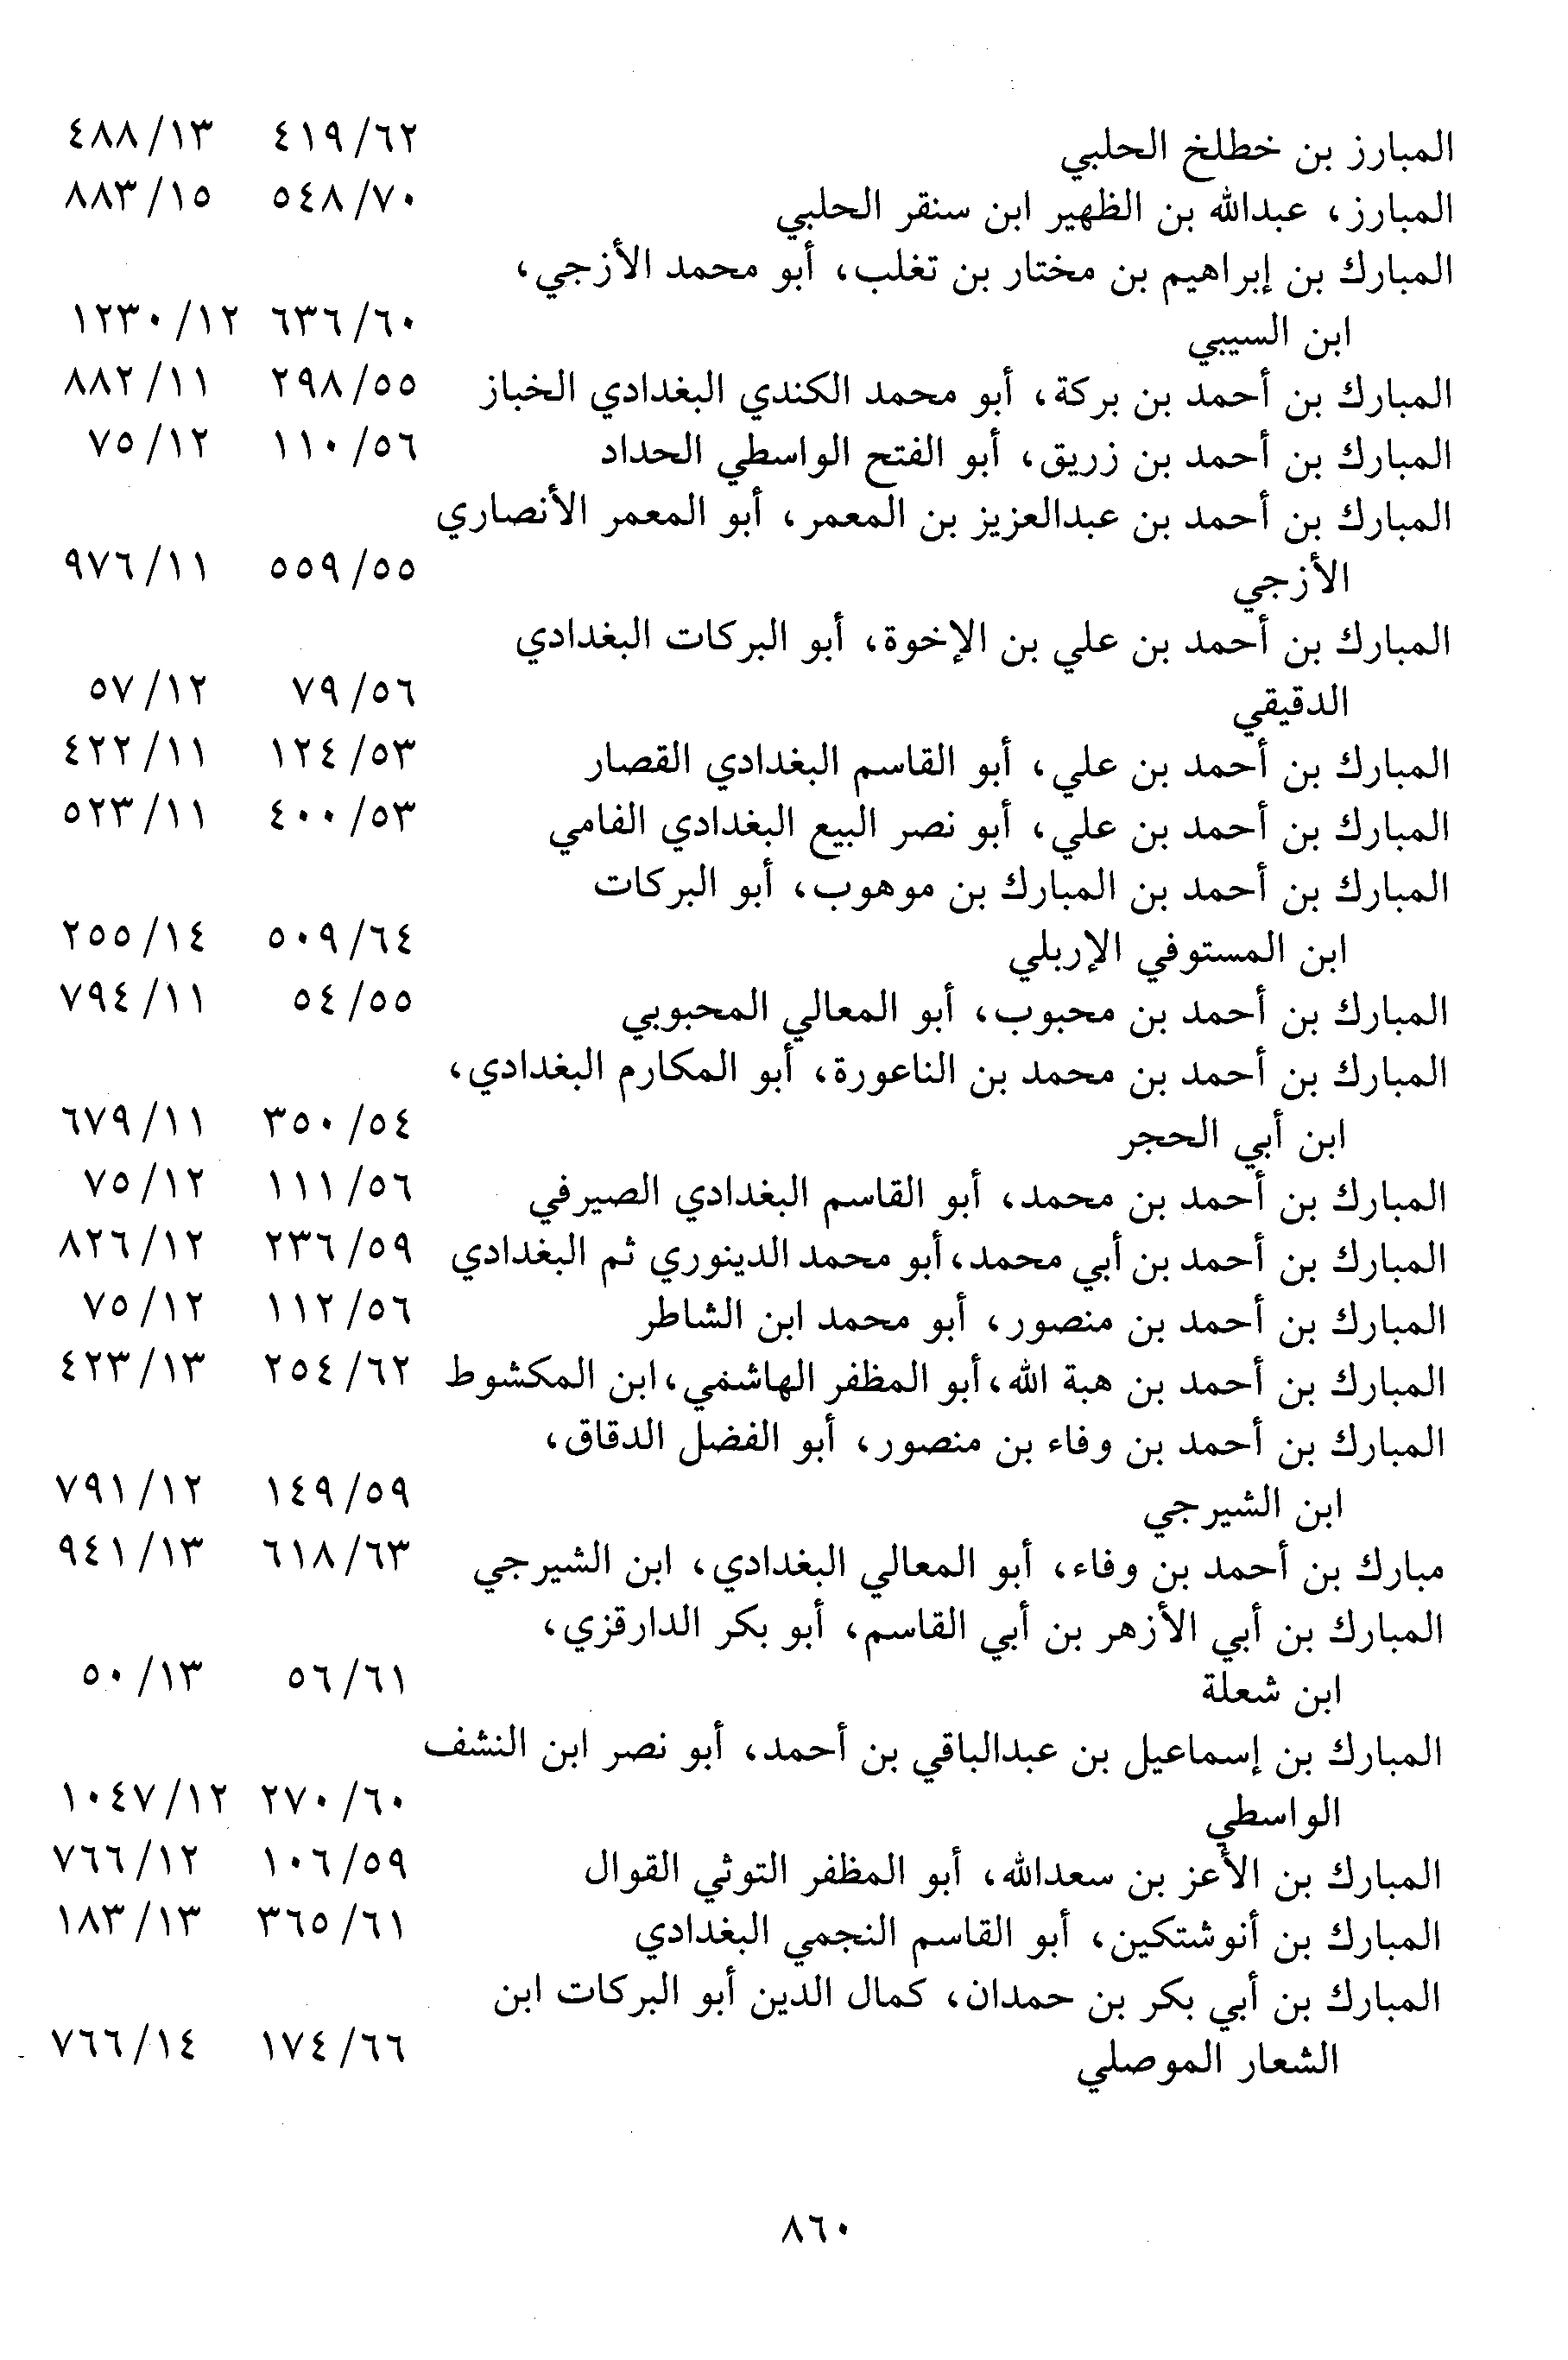 المبارز بن خطلخ الحلبي ٤١٩/٦٢ ٤٨٨/١٣
المبارز، عبدالله بن الظهير ابن سنقر الحلبي ٥٤٨/٧٠ ٨٨٣/١٥
المبارك بن إبراهيم بن مختار بن تغلب، أبو محمد الأزجي،
ابن السيبي ٦٣٦/٦٠ ١٢٣٠/١٢
المبارك بن أحمد بن بركة، أبو محمد الكندي البغدادي الخباز ٢٩٨/٥٥ ٨٨٢/١١
المبارك بن أحمد بن زريق، أبو الفتح الواسطي الحداد ١١٠/٥٦ ٧٥/١٢
المبارك بن أحمد بن عبدالعزيز بن المعمر، أبو المعمر الأنصاري
الأزجي ٥٥٩/٥٥ ٩٧٦/١١
المبارك بن أحمد بن علي بن الإخوة، أبو البركات البغدادي
الدقيقي ٧٩/٥٦ ٥٧/١٢
المبارك بن أحمد بن علي، أبو القاسم البغدادي القصار ١٢٤/٥٣ ٤٢٢/١١
المبارك بن أحمد بن علي، أبو نصر البيع البغدادي الفامي ٤٠٠/٥٣ ٥٢٣/١١
المبارك بن أحمد بن المبارك بن موهوب، أبو البركات
ابن المستوفي الإربلي ٥٠٩/٦٤ ٢٥٥/١٤
المبارك بن أحمد بن محبوب، أبو المعالي المحبوبي ٥٤/٥٥ ٧٩٤/١١
المبارك بن أحمد بن محمد بن الناعورة، أبو المكارم البغدادي،
ابن أبي الحجر ٣٥٠/٥٤ ٦٧٩/١١
المبارك بن أحمد بن محمد، أبو القاسم البغدادي الصيرفي ١١١/٥٦ ٧٥/١٢
المبارك بن أحمد بن أبي محمد، أبو محمد الدينوري ثم البغدادي ٢٣٦/٥٩ ٨٢٦/١٢
المبارك بن أحمد بن منصور، أبو محمد ابن الشاطر ١١٢/٥٦ ٧٥/١٢
المبارك بن أحمد بن هبة الله، أبو المظفر الهاشمي، ابن المكشوط ٢٥٤/٦٢ ٤٢٣/١٣
المبارك بن أحمد بن وفاء بن منصور، أبو الفضل الدقاق،
ابن الشيرجي ١٤٩/٥٩ ٧٩١/١٢
مبارك بن أحمد بن وفاء، أبو المعالي البغدادي، ابن الشيرجي ٦١٨/٦٣ ٩٤١/١٣
المبارك بن أبي الأزهر بن أبي القاسم، أبو بكر الدارقزي،
ابن شعلة ٥٦/٦١ ٥٠/١٣
المبارك بن إسماعيل بن عبدالباقي بن أحمد، أبو نصر ابن النشف
الواسطي ٢٧٠/٦٠ ١٠٤٧/١٢
المبارك بن الأعز بن سعدالله، أبو المظفر التوثي القوال ١٠٦/٥٩ ٧٦٦/١٢
المبارك بن أنوشتكين، أبو القاسم النجمي البغدادي ٣٦٥/٦١ ١٨٣/١٣
المبارك بن أبي بكر بن حمدان، كمال الدين أبو البركات ابن
الشعار الموصلي ١٧٤/٦٦ ٧٦٦/١٤
٨٦٠